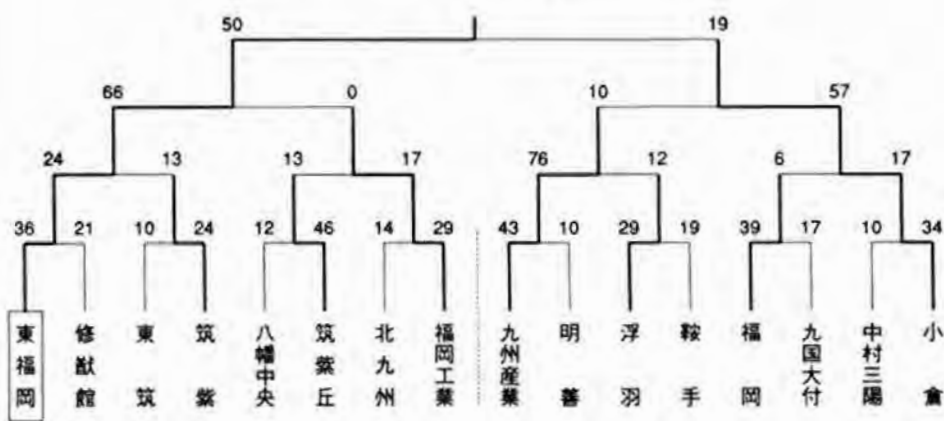 50 19
66 0 10 57
24 13 13 17 76 12 6 17
36 21 10 24 12 46 14 29 43 10 29 19 39 17 10 34
東福岡
修猷館
東筑
筑紫
八幡中央
筑紫丘
北九州
福岡工業
九州産業
明善
浮羽
鞍手
福岡
九国大付
中村三陽
小倉